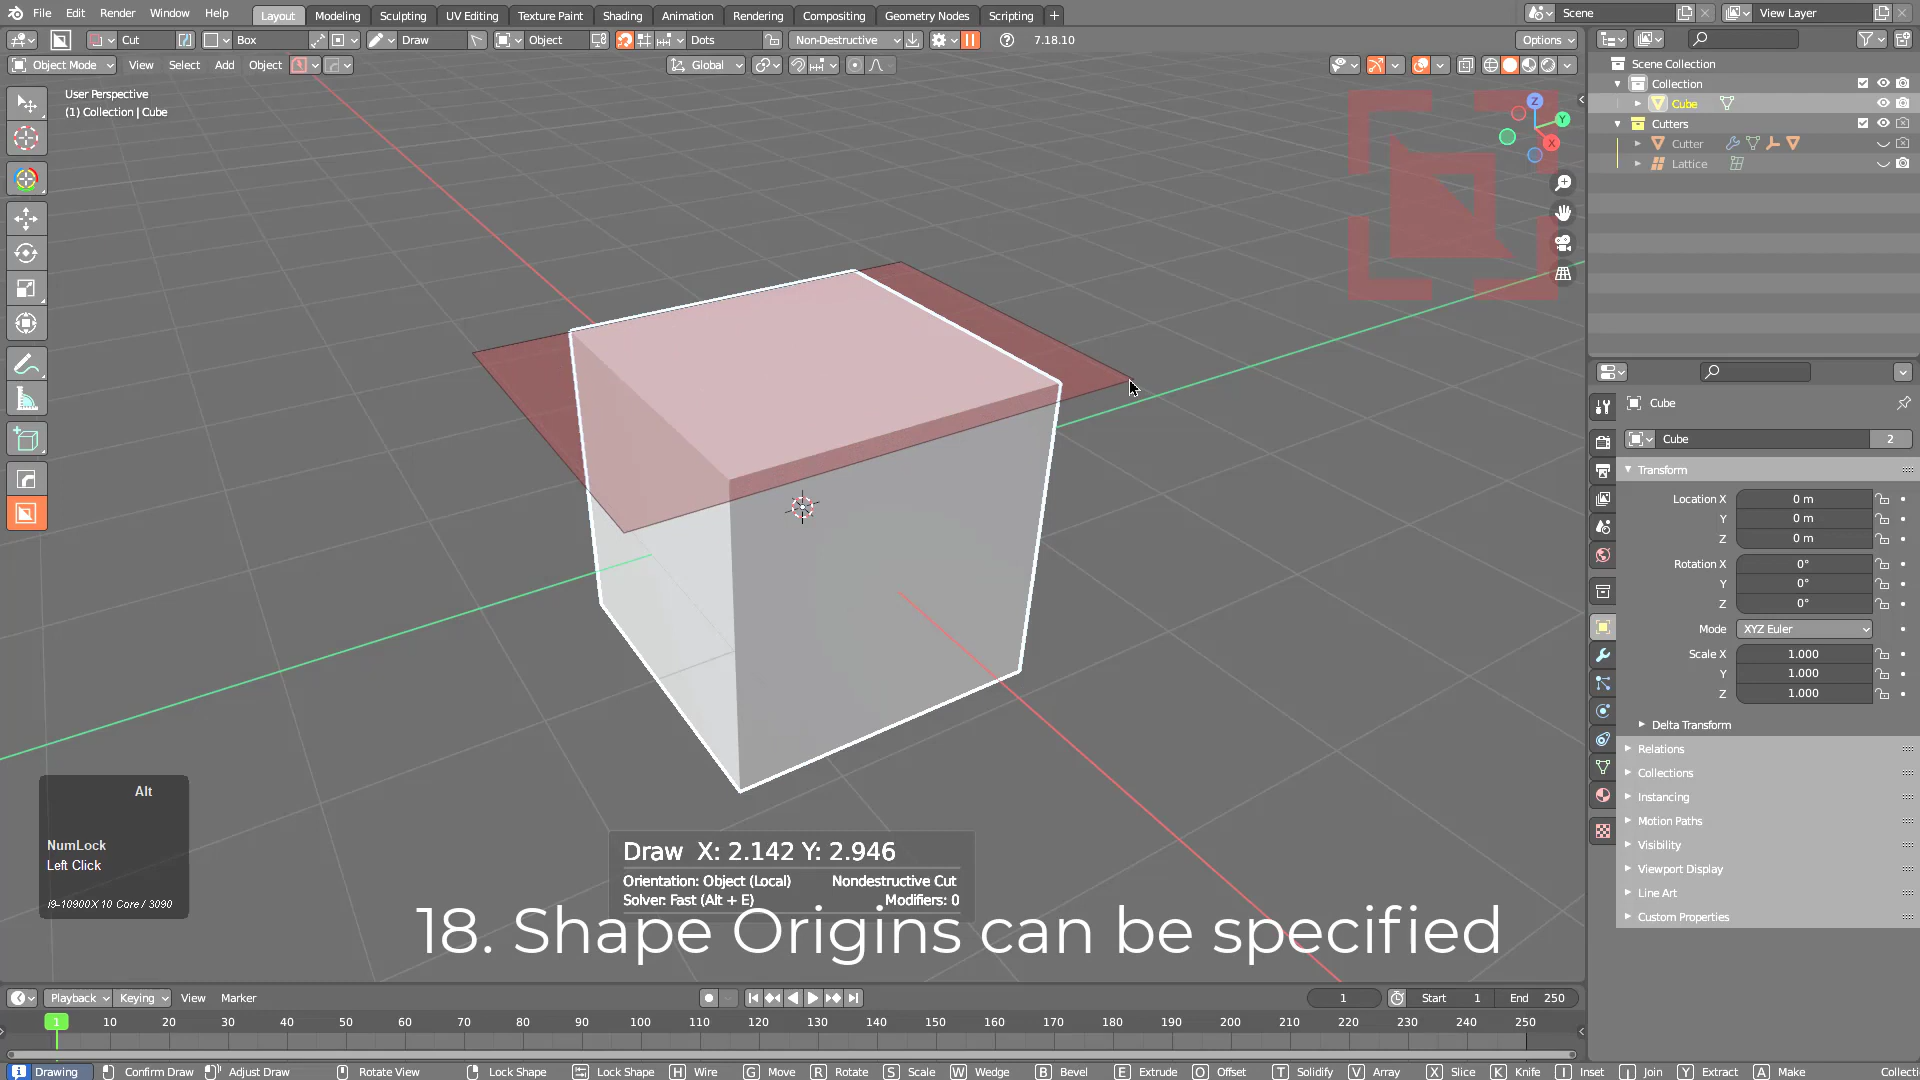 File Edit Render Window Help Layout Modeling Sculpting UV Editing Texture Paint Shading Animation Rendering Compositing Geometry Nodes Scripting + Scene View Layer
Cut Box Draw Object Dots Non-Destructive 7.18.10 Options
Object Mode View Select Add Object Global
User Perspective
(1) Collection | Cube
Z
Y
X
Scene Collection
Collection
Cube
Cutters
Cutter
Lattice
Cube
Cube 2
Transform
Location X 0 m
Y 0 m
Z 0 m
Rotation X 0°
Y 0°
Z 0°
Mode XYZ Euler
Scale X 1.000
Y 1.000
Z 1.000
Delta Transform
Relations
Collections
Instancing
Motion Paths
Visibility
Viewport Display
Line Art
Custom Properties
Alt
NumLock
Left Click
i9-10900X 10 Core / 3090
Draw X: 2.142 Y: 2.946
Orientation: Object (Local) Nondestructive Cut
Solver: Fast (Alt + E) Modifiers: 0
18. Shape Origins can be specified
Playback Keying View Marker 1 Start 1 End 250
1 10 20 30 40 50 60 70 80 90 100 110 120 130 140 150 160 170 180 190 200 210 220 230 240 250
Drawing Confirm Draw Adjust Draw Rotate View Lock Shape Lock Shape H Wire G Move R Rotate S Scale W Wedge B Bevel E Extrude O Offset T Solidify V Array X Slice K Knife I Inset J Join Y Extract A Make Collecti